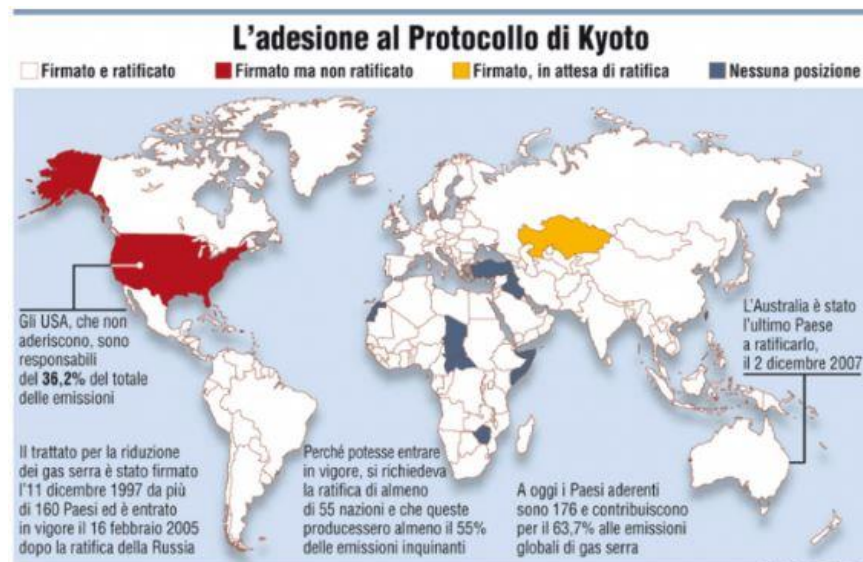 L'adesione al Protocollo di Kyoto
Firmato e ratificato
Firmato ma non ratificato
Firmato, in attesa di ratifica
Nessuna posizione
Gli USA, che non
aderiscono, sono
responsabili
del 36,2% del totale
delle emissioni
L'Australia è stato
l'ultimo Paese
a ratificarlo,
il 2 dicembre 2007
Il trattato per la riduzione
dei gas serra è stato firmato
l'11 dicembre 1997 da più
di 160 Paesi ed è entrato
in vigore il 16 febbraio 2005
dopo la ratifica della Russia
Perché potesse entrare
in vigore, si richiedeva
la ratifica di almeno
di 55 nazioni e che queste
producessero almeno il 55%
delle emissioni inquinanti
A oggi i Paesi aderenti
sono 176 e contribuiscono
per il 63,7% alle emissioni
globali di gas serra